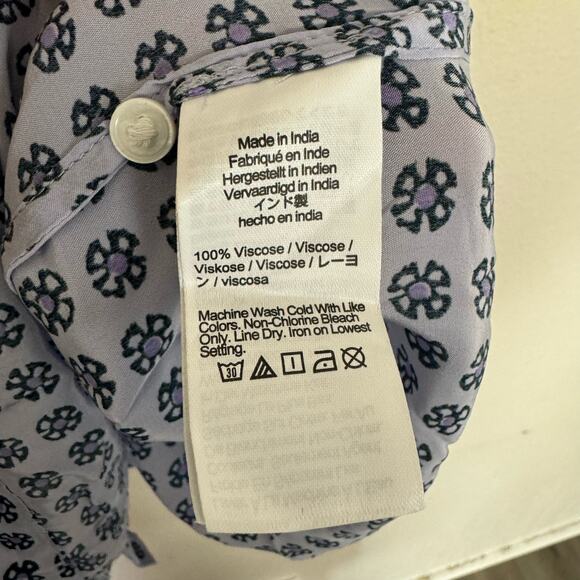 Made in India
Fabriqué en Inde
Hergestellt in Indien
Vervaardigd in India
インド製
hecho en india
100% Viscose / Viscose /
Viskose / Viscose / レーヨ
ン / viscosa
Machine Wash Cold With Like
Colors. Non-Chlorine Bleach
Only. Line Dry. Iron on Lowest
Setting.
30